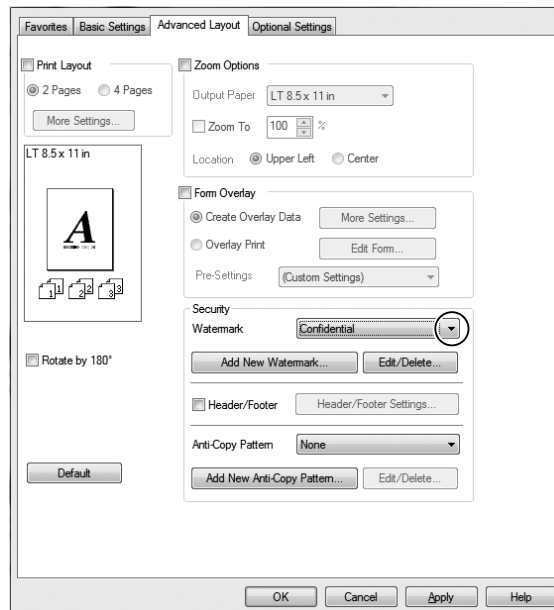 Favorites Basic Settings Advanced Layout Optional Settings
Print Layout
2 Pages 4 Pages
More Settings...
LT 8.5 x 11 in
A
1 1 2 2 3 3
Rotate by 180°
Default
Zoom Options
Output Paper LT 8.5 x 11 in
Zoom To 100 %
Location Upper Left Center
Form Overlay
Create Overlay Data More Settings...
Overlay Print Edit Form...
Pre-Settings (Custom Settings)
Security
Watermark Confidential
Add New Watermark... Edit/Delete...
Header/Footer Header/Footer Settings...
Anti-Copy Pattern None
Add New Anti-Copy Pattern... Edit/Delete...
OK Cancel Apply Help